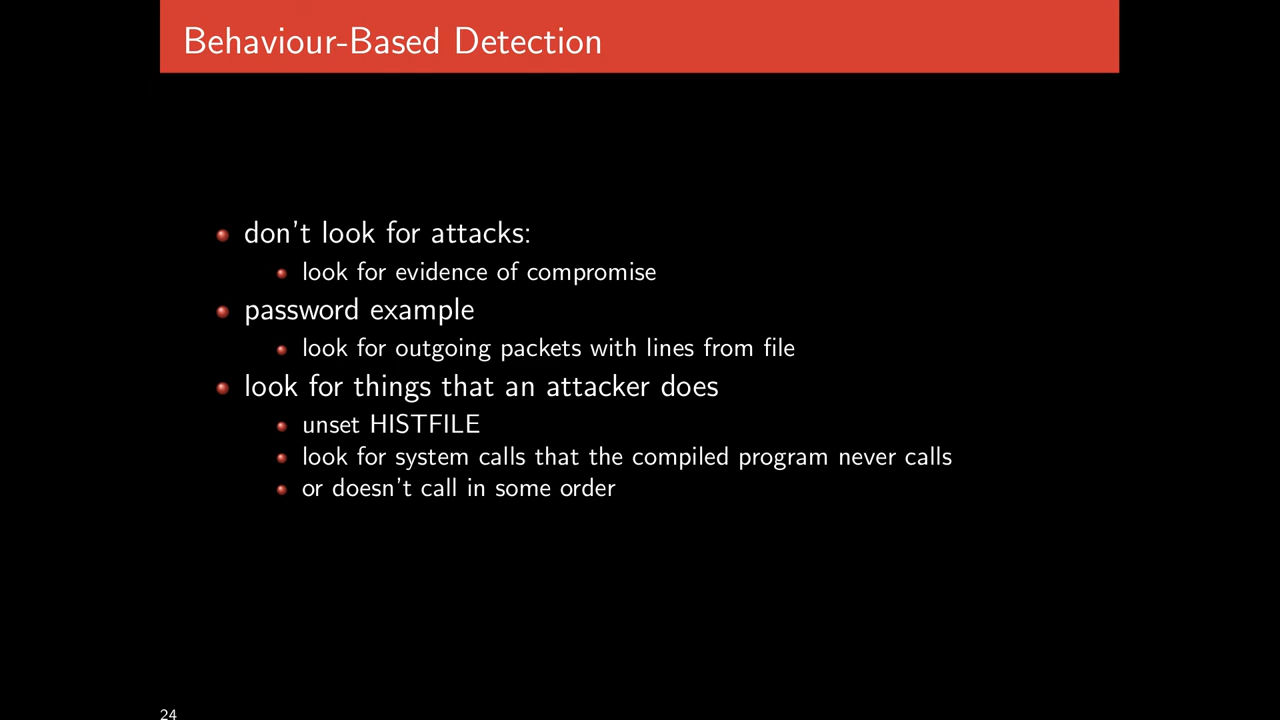 Behaviour-Based Detection
don't look for attacks:
look for evidence of compromise
password example
look for outgoing packets with lines from file
look for things that an attacker does
unset HISTFILE
look for system calls that the compiled program never calls
or doesn't call in some order
24